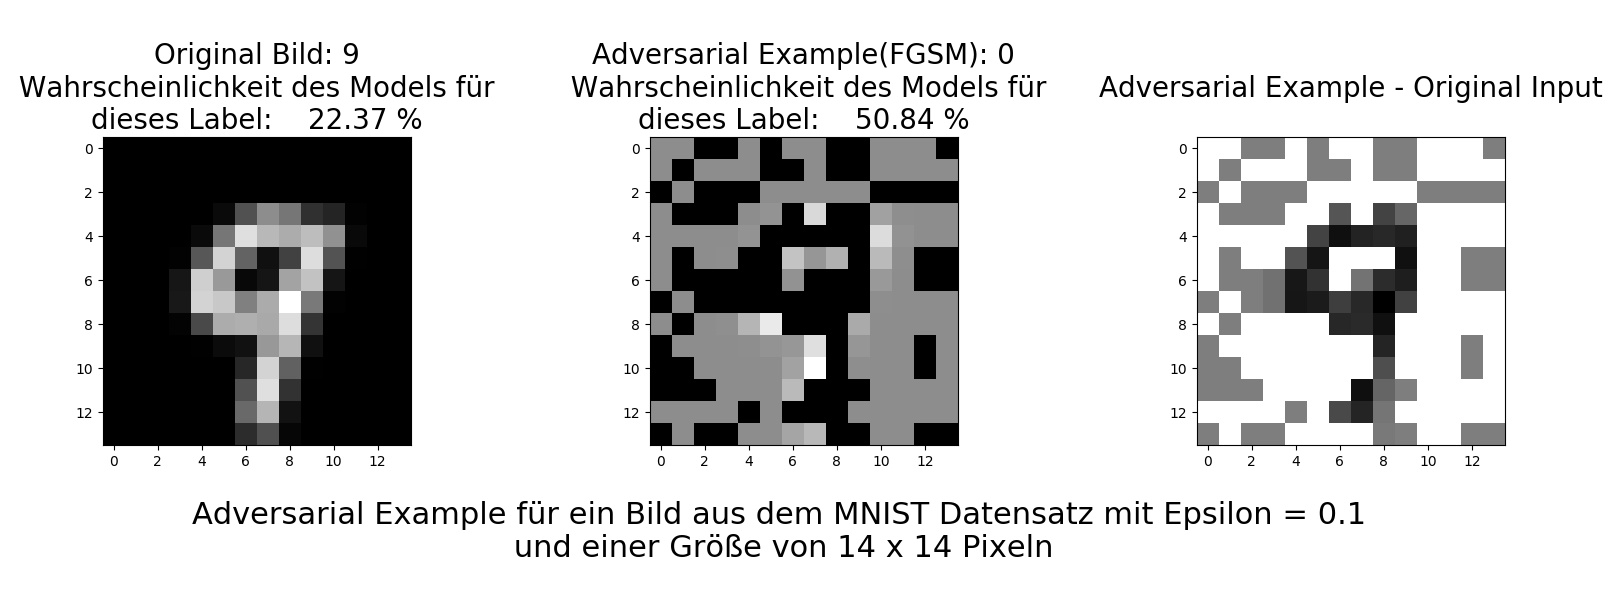 Original Bild: 9
Wahrscheinlichkeit des Models für
dieses Label: 22.37 %
0
2
4
6
8
10
12
0 2 4 6 8 10 12
Adversarial Example(FGSM): 0
Wahrscheinlichkeit des Models für
dieses Label: 50.84 %
0
2
4
6
8
10
12
0 2 4 6 8 10 12
Adversarial Example - Original Input
0
2
4
6
8
10
12
0 2 4 6 8 10 12
Adversarial Example für ein Bild aus dem MNIST Datensatz mit Epsilon = 0.1
und einer Größe von 14 x 14 Pixeln